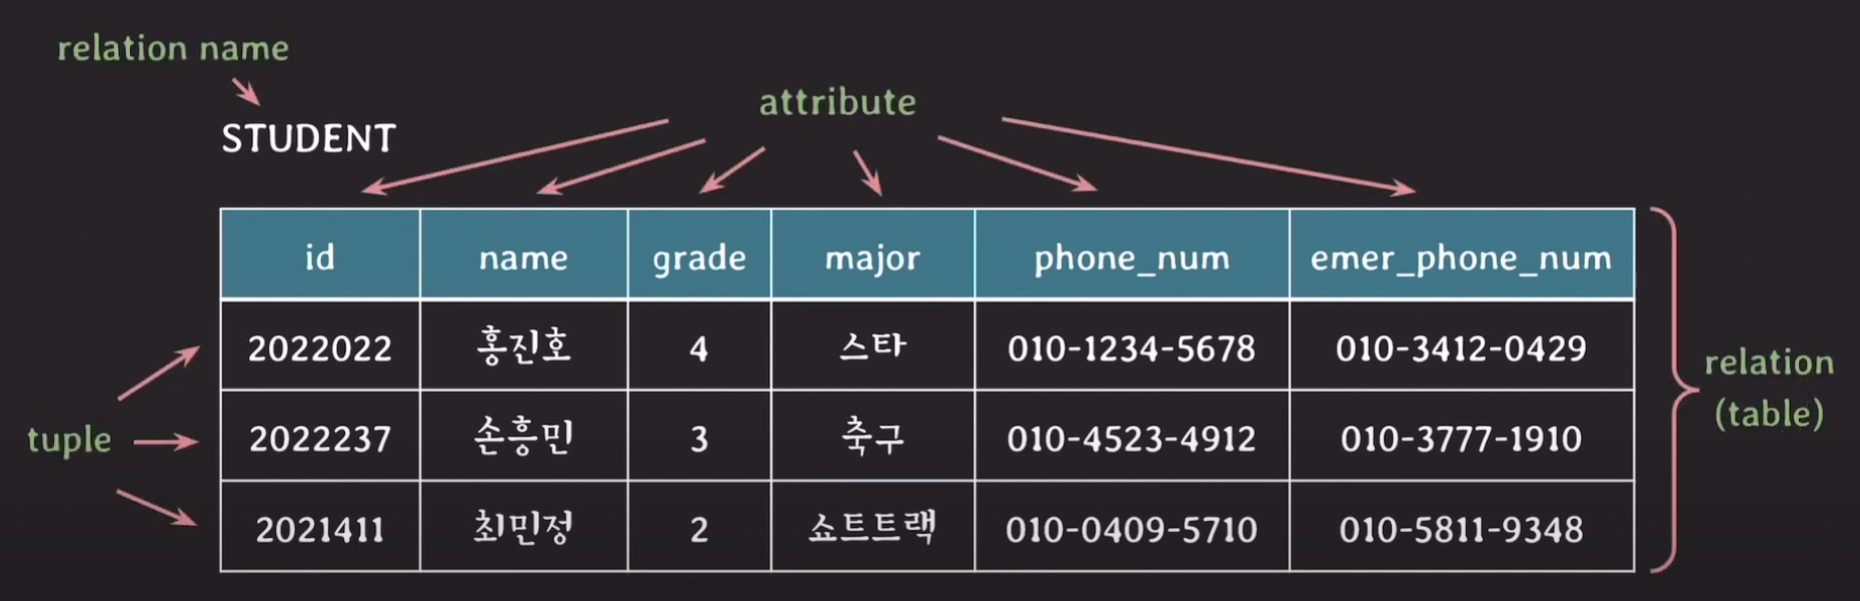 relation name
attribute
STUDENT
id name grade major phone_num emer_phone_num
2022022 홍진호 4 스타 010-1234-5678 010-3412-0429
relation
(table)
tuple
2022237 손흥민 3 축구 010-4523-4912 010-3777-1910
2021411 최민정 2 쇼트트랙 010-0409-5710 010-5811-9348